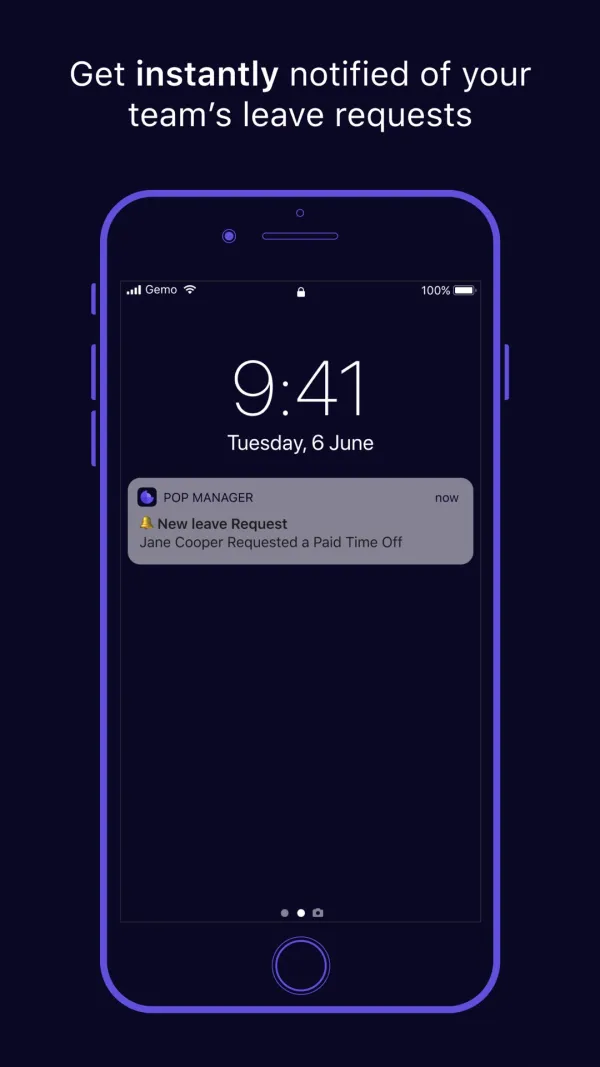 Get instantly notified of your
team’s leave requests
Gemo 100%
9:41
Tuesday, 6 June
POP MANAGER now
🔔 New leave Request
Jane Cooper Requested a Paid Time Off